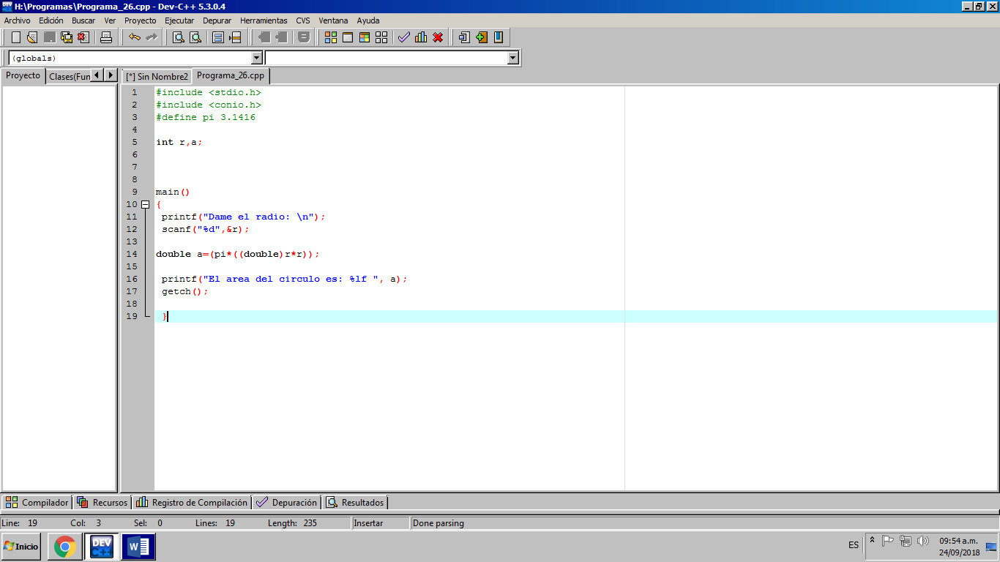 H:\Programas\Programa_26.cpp - Dev-C++ 5.3.0.4
Archivo Edición Buscar Ver Proyecto Ejecutar Depurar Herramientas CVS Ventana Ayuda
(globals)
Proyecto Clases(Fun [*] Sin Nombre2 Programa_26.cpp
1 #include <stdio.h>
2 #include <conio.h>
3 #define pi 3.1416
4
5 int r,a;
6
7
8
9 main()
10 {
11 printf("Dame el radio: \n");
12 scanf("%d",&r);
13
14 double a=(pi*((double)r*r));
15
16 printf("El area del circulo es: %lf ", a);
17 getch();
18
19 }
Compilador Recursos Registro de Compilación Depuración Resultados
Line: 19 Col: 3 Sel: 0 Lines: 19 Length: 235 Insertar Done parsing
Inicio DEV C++ W ES 09:54 a.m.
24/09/2018